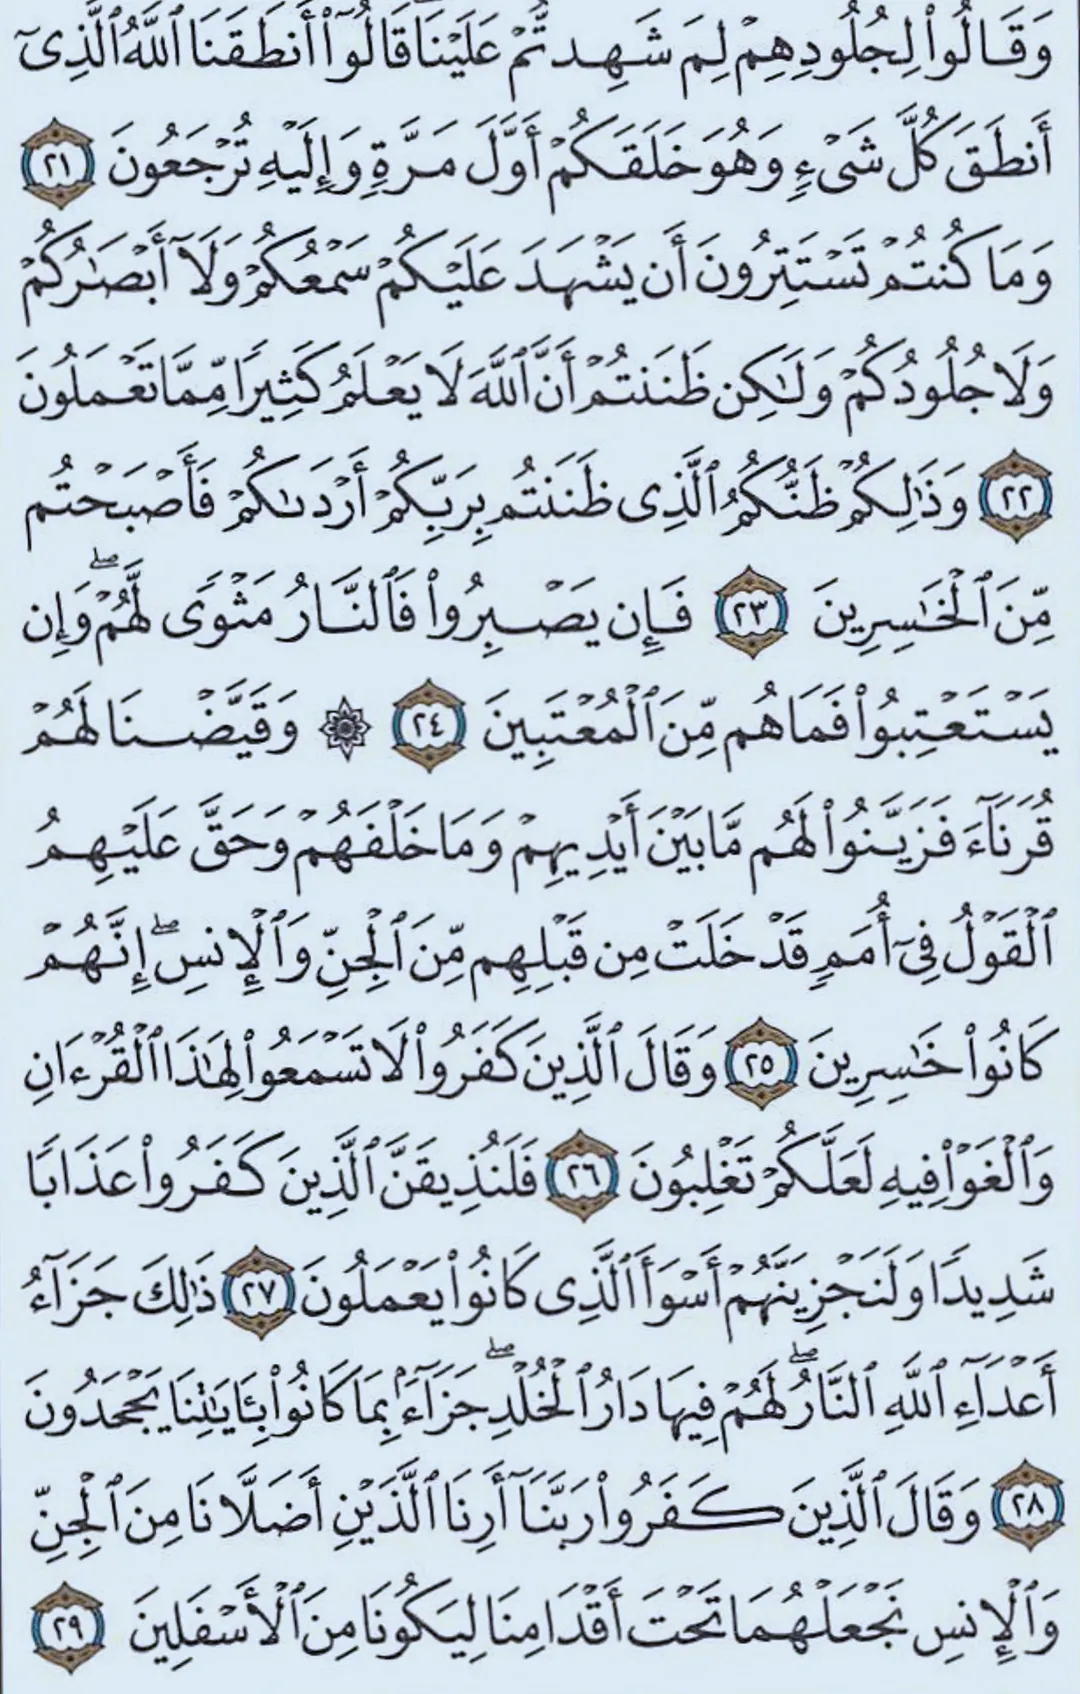 وَقَالُوا۟ لِجُلُودِهِمْ لِمَ شَهِدتُّمْ عَلَيْنَا قَالُوٓا۟ أَنطَقَنَا ٱللَّهُ ٱلَّذِىٓ
أَنطَقَ كُلَّ شَىْءٍ وَهُوَ خَلَقَكُمْ أَوَّلَ مَرَّةٍ وَإِلَيْهِ تُرْجَعُونَ ٢١
وَمَا كُنتُمْ تَسْتَتِرُونَ أَن يَشْهَدَ عَلَيْكُمْ سَمْعُكُمْ وَلَآ أَبْصَٰرُكُمْ
وَلَا جُلُودُكُمْ وَلَٰكِن ظَنَنتُمْ أَنَّ ٱللَّهَ لَا يَعْلَمُ كَثِيرًا مِّمَّا تَعْمَلُونَ
٢٢ وَذَٰلِكُمْ ظَنُّكُمُ ٱلَّذِى ظَنَنتُم بِرَبِّكُمْ أَرْدَىٰكُمْ فَأَصْبَحْتُم
مِّنَ ٱلْخَٰسِرِينَ ٢٣ فَإِن يَصْبِرُوا۟ فَٱلنَّارُ مَثْوًى لَّهُمْ ۖ وَإِن
يَسْتَعْتِبُوا۟ فَمَا هُم مِّنَ ٱلْمُعْتَبِينَ ٢٤ ۞ وَقَيَّضْنَا لَهُمْ
قُرَنَآءَ فَزَيَّنُوا۟ لَهُم مَّا بَيْنَ أَيْدِيهِمْ وَمَا خَلْفَهُمْ وَحَقَّ عَلَيْهِمُ
ٱلْقَوْلُ فِىٓ أُمَمٍ قَدْ خَلَتْ مِن قَبْلِهِم مِّنَ ٱلْجِنِّ وَٱلْإِنسِ ۖ إِنَّهُمْ
كَانُوا۟ خَٰسِرِينَ ٢٥ وَقَالَ ٱلَّذِينَ كَفَرُوا۟ لَا تَسْمَعُوا۟ لِهَٰذَا ٱلْقُرْءَانِ
وَٱلْغَوْا۟ فِيهِ لَعَلَّكُمْ تَغْلِبُونَ ٢٦ فَلَنُذِيقَنَّ ٱلَّذِينَ كَفَرُوا۟ عَذَابًا
شَدِيدًا وَلَنَجْزِيَنَّهُمْ أَسْوَأَ ٱلَّذِى كَانُوا۟ يَعْمَلُونَ ٢٧ ذَٰلِكَ جَزَآءُ
أَعْدَآءِ ٱللَّهِ ٱلنَّارُ ۖ لَهُمْ فِيهَا دَارُ ٱلْخُلْدِ ۖ جَزَآءًۢ بِمَا كَانُوا۟ بِـَٔايَٰتِنَا يَجْحَدُونَ
٢٨ وَقَالَ ٱلَّذِينَ كَفَرُوا۟ رَبَّنَآ أَرِنَا ٱلَّذَيْنِ أَضَلَّانَا مِنَ ٱلْجِنِّ
وَٱلْإِنسِ نَجْعَلْهُمَا تَحْتَ أَقْدَامِنَا لِيَكُونَا مِنَ ٱلْأَسْفَلِينَ ٢٩